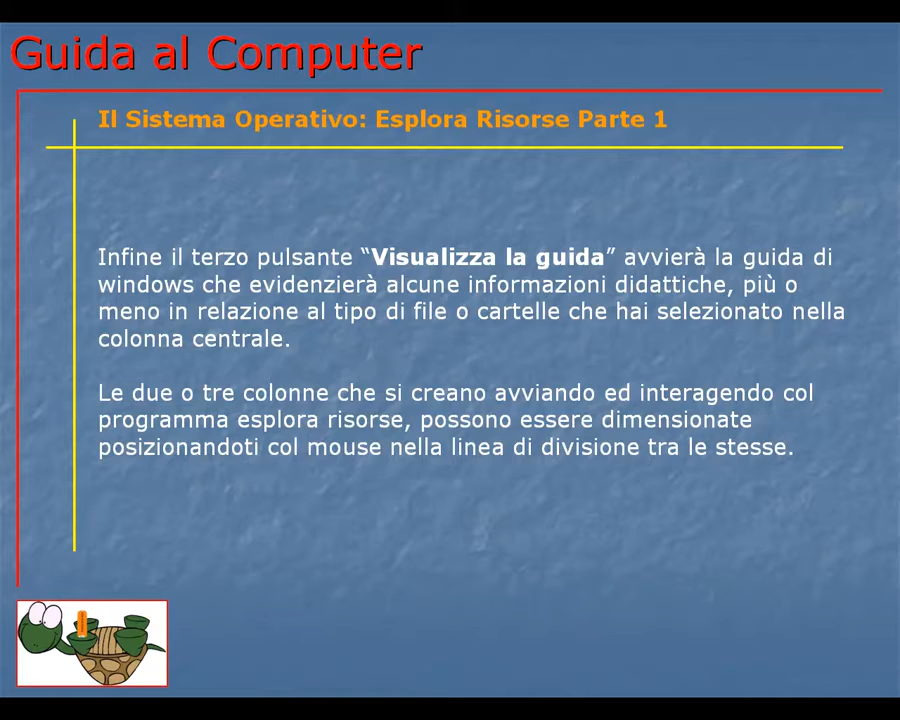 Guida al Computer
Il Sistema Operativo: Esplora Risorse Parte 1
Infine il terzo pulsante “Visualizza la guida” avvierà la guida di
windows che evidenzierà alcune informazioni didattiche, più o
meno in relazione al tipo di file o cartelle che hai selezionato nella
colonna centrale.
Le due o tre colonne che si creano avviando ed interagendo col
programma esplora risorse, possono essere dimensionate
posizionandoti col mouse nella linea di divisione tra le stesse.